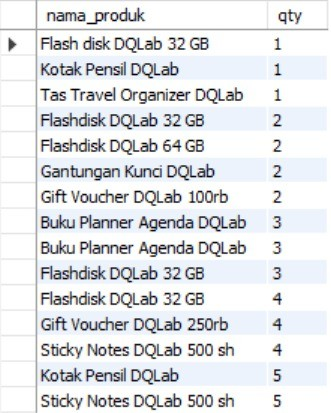 nama_produk qty
Flash disk DQLab 32 GB 1
Kotak Pensil DQLab 1
Tas Travel Organizer DQLab 1
Flashdisk DQLab 32 GB 2
Flashdisk DQLab 64 GB 2
Gantungan Kunci DQLab 2
Gift Voucher DQLab 100rb 2
Buku Planner Agenda DQLab 3
Buku Planner Agenda DQLab 3
Flashdisk DQLab 32 GB 3
Flashdisk DQLab 32 GB 4
Gift Voucher DQLab 250rb 4
Sticky Notes DQLab 500 sh 4
Kotak Pensil DQLab 5
Sticky Notes DQLab 500 sh 5